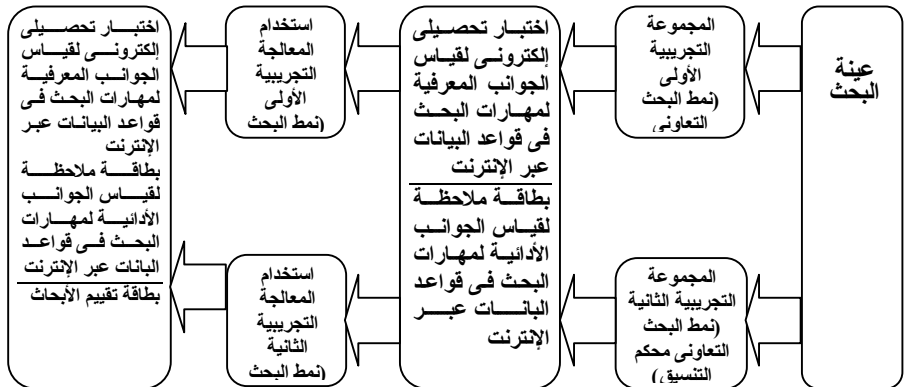 عينة
البحث
المجموعة
التجريبية
الأولى
(نمط البحث
التعاونى
اختبار تحصيلى
إلكترونى لقياس
الجوانب المعرفية
لمهارات البحث
فى قواعد البيانات
عبر الإنترنت
بطاقة ملاحظة
لقياس الجوانب
الأدائية لمهارات
البحث فى قواعد
البانات عبر
الإنترنت
استخدام
المعالجة
التجريبية
الأولى
(نمط البحث
اختبار تحصيلى
إلكترونى لقياس
الجوانب المعرفية
لمهارات البحث فى
قواعد البيانات عبر
الإنترنت
بطاقة ملاحظة
لقياس الجوانب
الأدائية لمهارات
البحث فى قواعد
البانات عبر الإنترنت
بطاقة تقييم الأبحاث
المجموعة
التجريبية الثانية
(نمط البحث
التعاونى محكم
التنسيق)
استخدام
المعالجة
التجريبية
الثانية
(نمط البحث